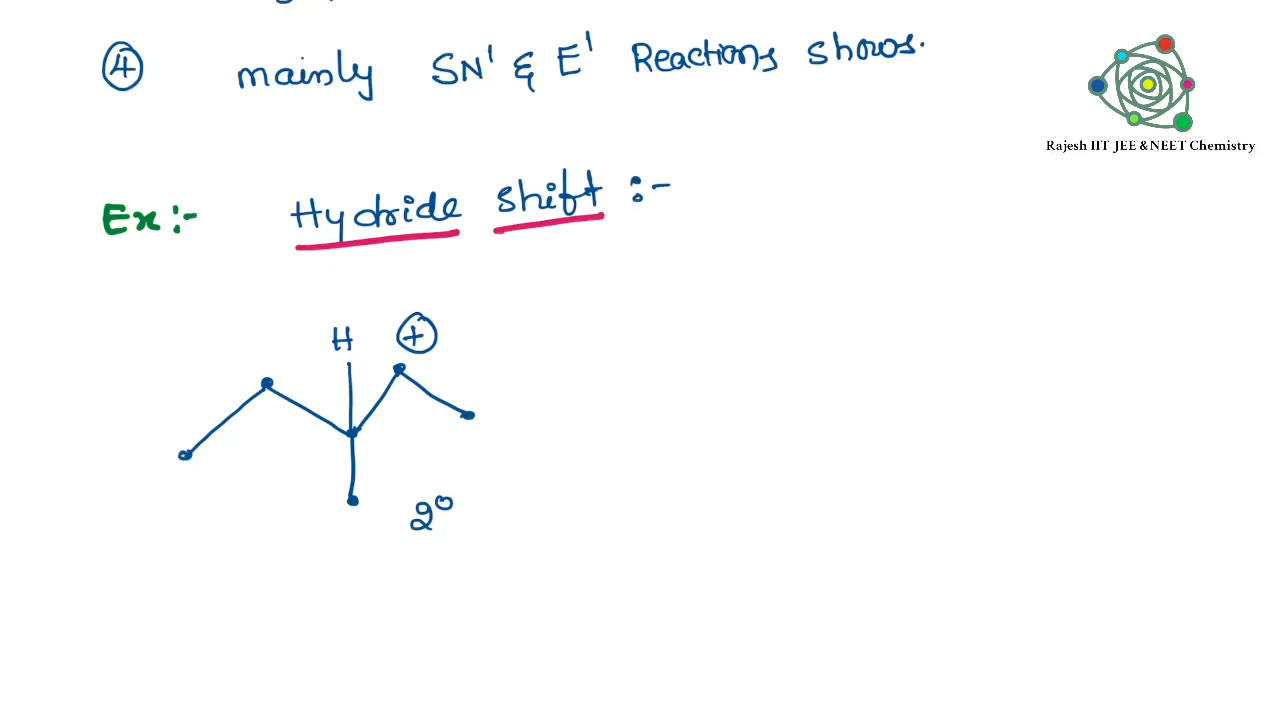 ④ mainly SN¹ & E¹ Reactions shows.
Rajesh IIT JEE & NEET Chemistry
Ex:- Hydride shift :-
H ⊕
2°